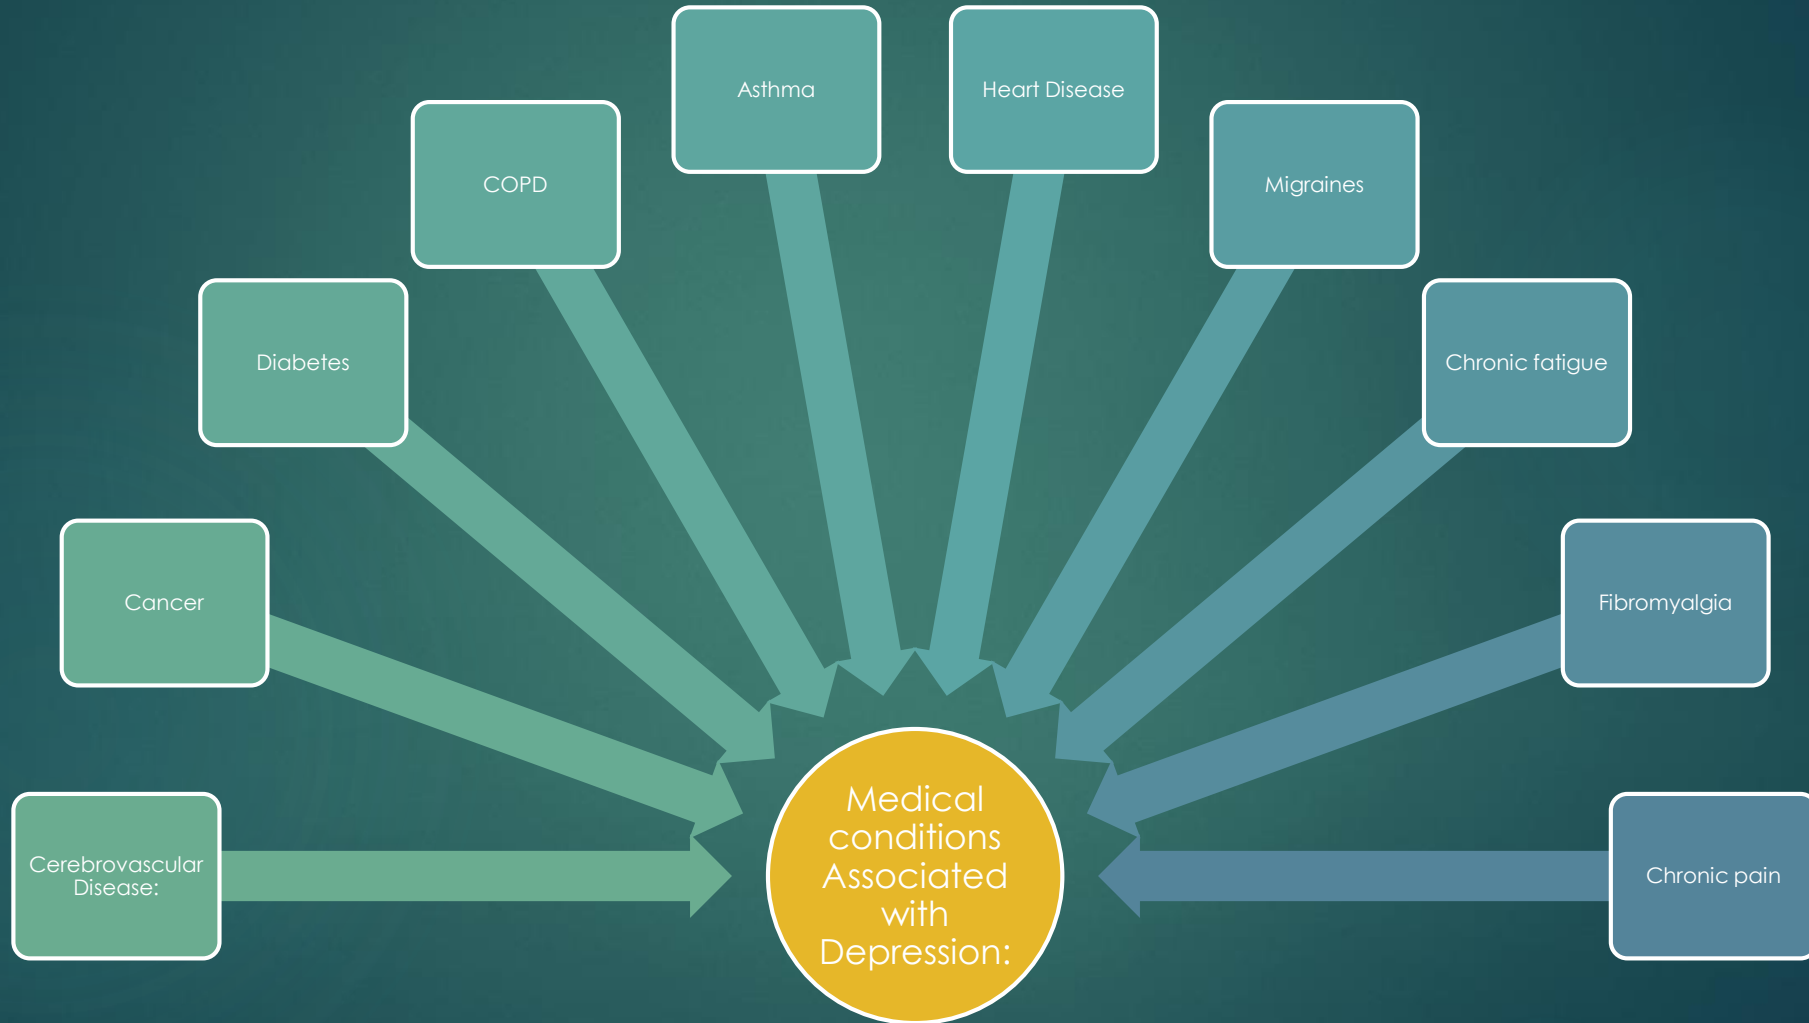 Asthma
Heart Disease
COPD
Migraines
Diabetes
Chronic fatigue
Cancer
Fibromyalgia
Cerebrovascular
Disease:
Chronic pain
Medical
conditions
Associated
with
Depression: